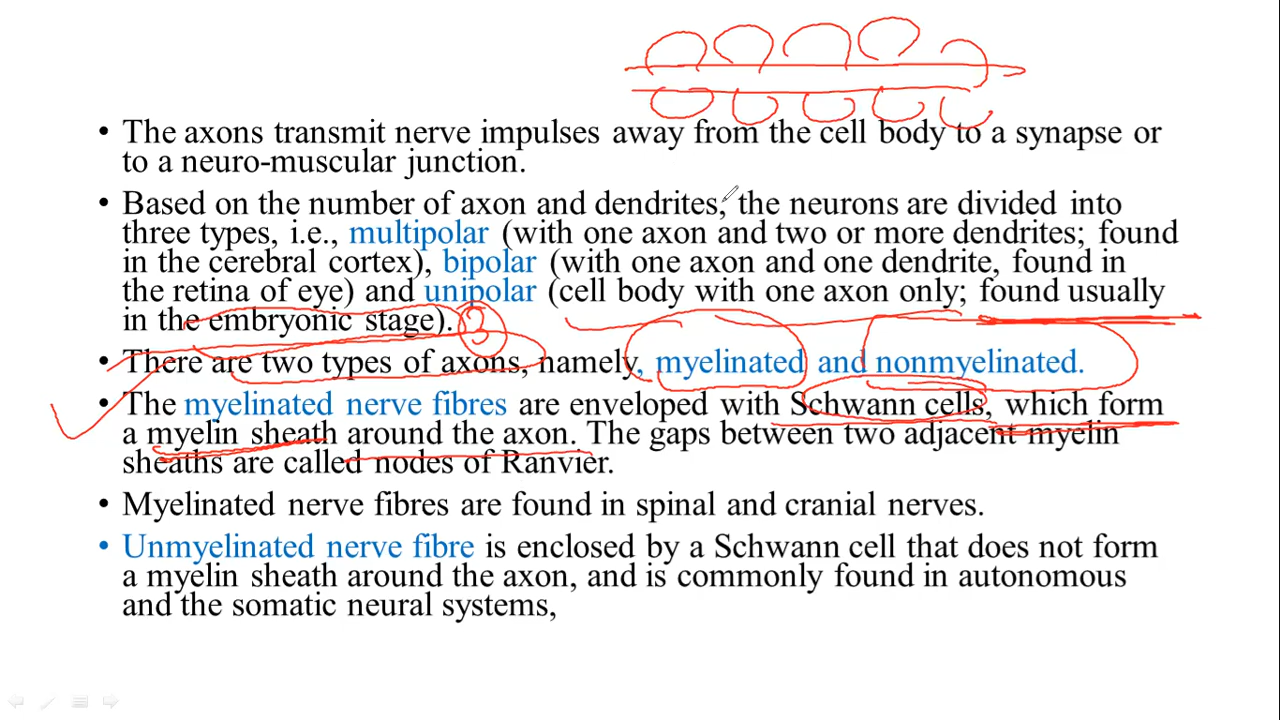 • The axons transmit nerve impulses away from the cell body to a synapse or
to a neuro-muscular junction.
• Based on the number of axon and dendrites, the neurons are divided into
three types, i.e., multipolar (with one axon and two or more dendrites; found
in the cerebral cortex), bipolar (with one axon and one dendrite, found in
the retina of eye) and unipolar (cell body with one axon only; found usually
in the embryonic stage).
• There are two types of axons, namely, myelinated and nonmyelinated.
• The myelinated nerve fibres are enveloped with Schwann cells, which form
a myelin sheath around the axon. The gaps between two adjacent myelin
sheaths are called nodes of Ranvier.
• Myelinated nerve fibres are found in spinal and cranial nerves.
• Unmyelinated nerve fibre is enclosed by a Schwann cell that does not form
a myelin sheath around the axon, and is commonly found in autonomous
and the somatic neural systems,